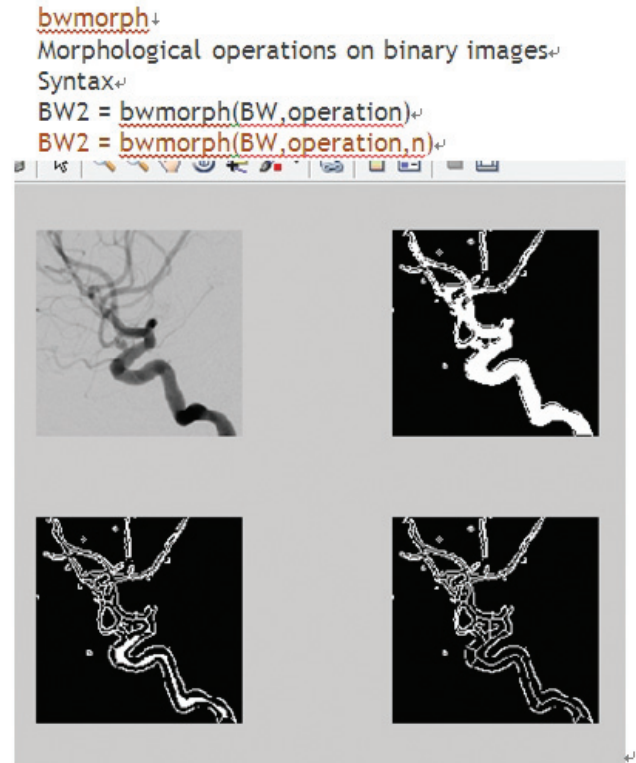 bwmorph
Morphological operations on binary images
Syntax
BW2 = bwmorph(BW,operation)
BW2 = bwmorph(BW,operation,n)